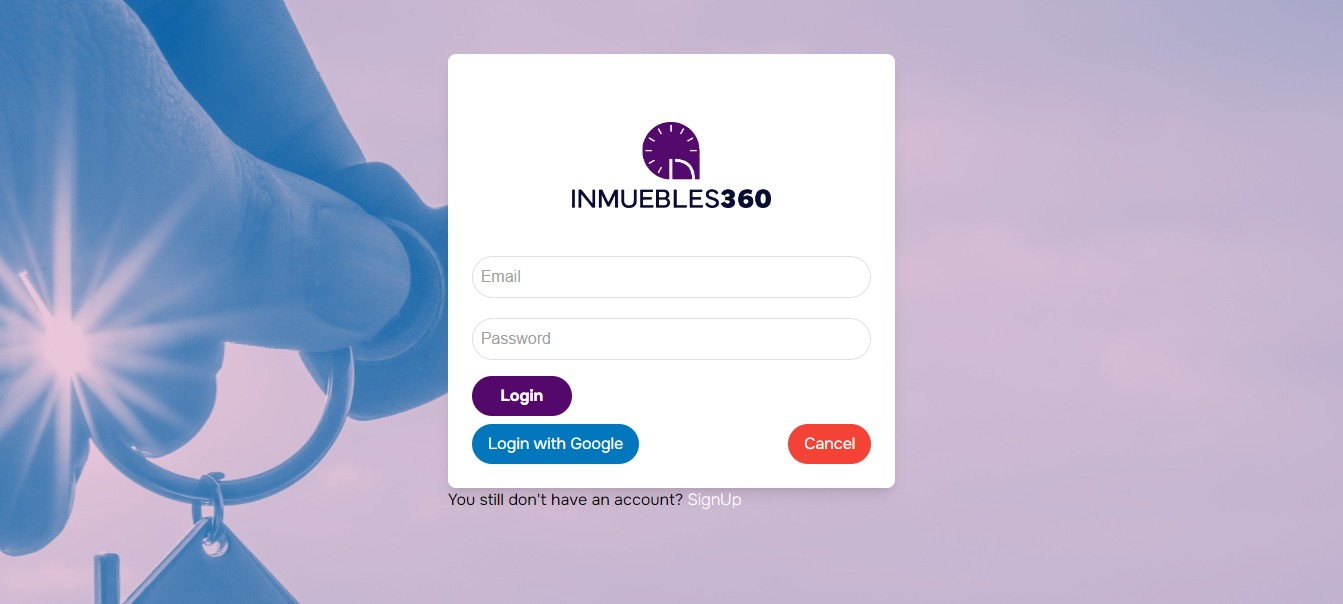 INMUEBLES360
Email
Password
Login
Login with Google
Cancel
You still don't have an account? SignUp